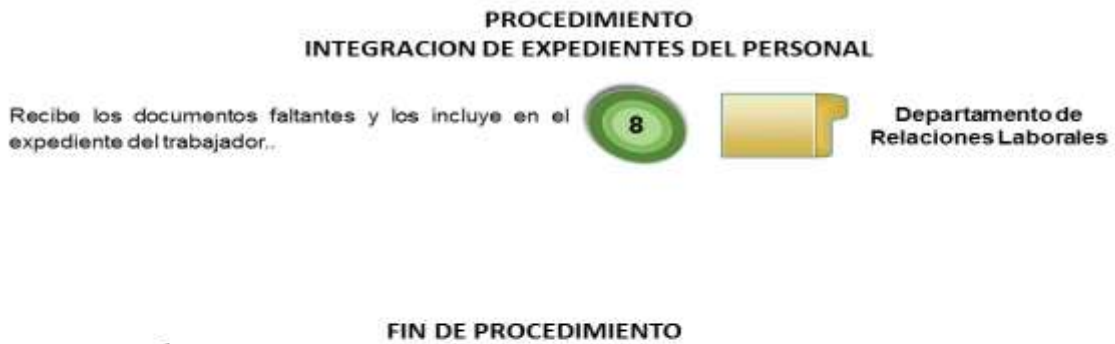 PROCEDIMIENTO
INTEGRACION DE EXPEDIENTES DEL PERSONAL
Recibe los documentos faltantes y los incluye en el
expediente del trabajador..
8
Departamento de
Relaciones Laborales
FIN DE PROCEDIMIENTO